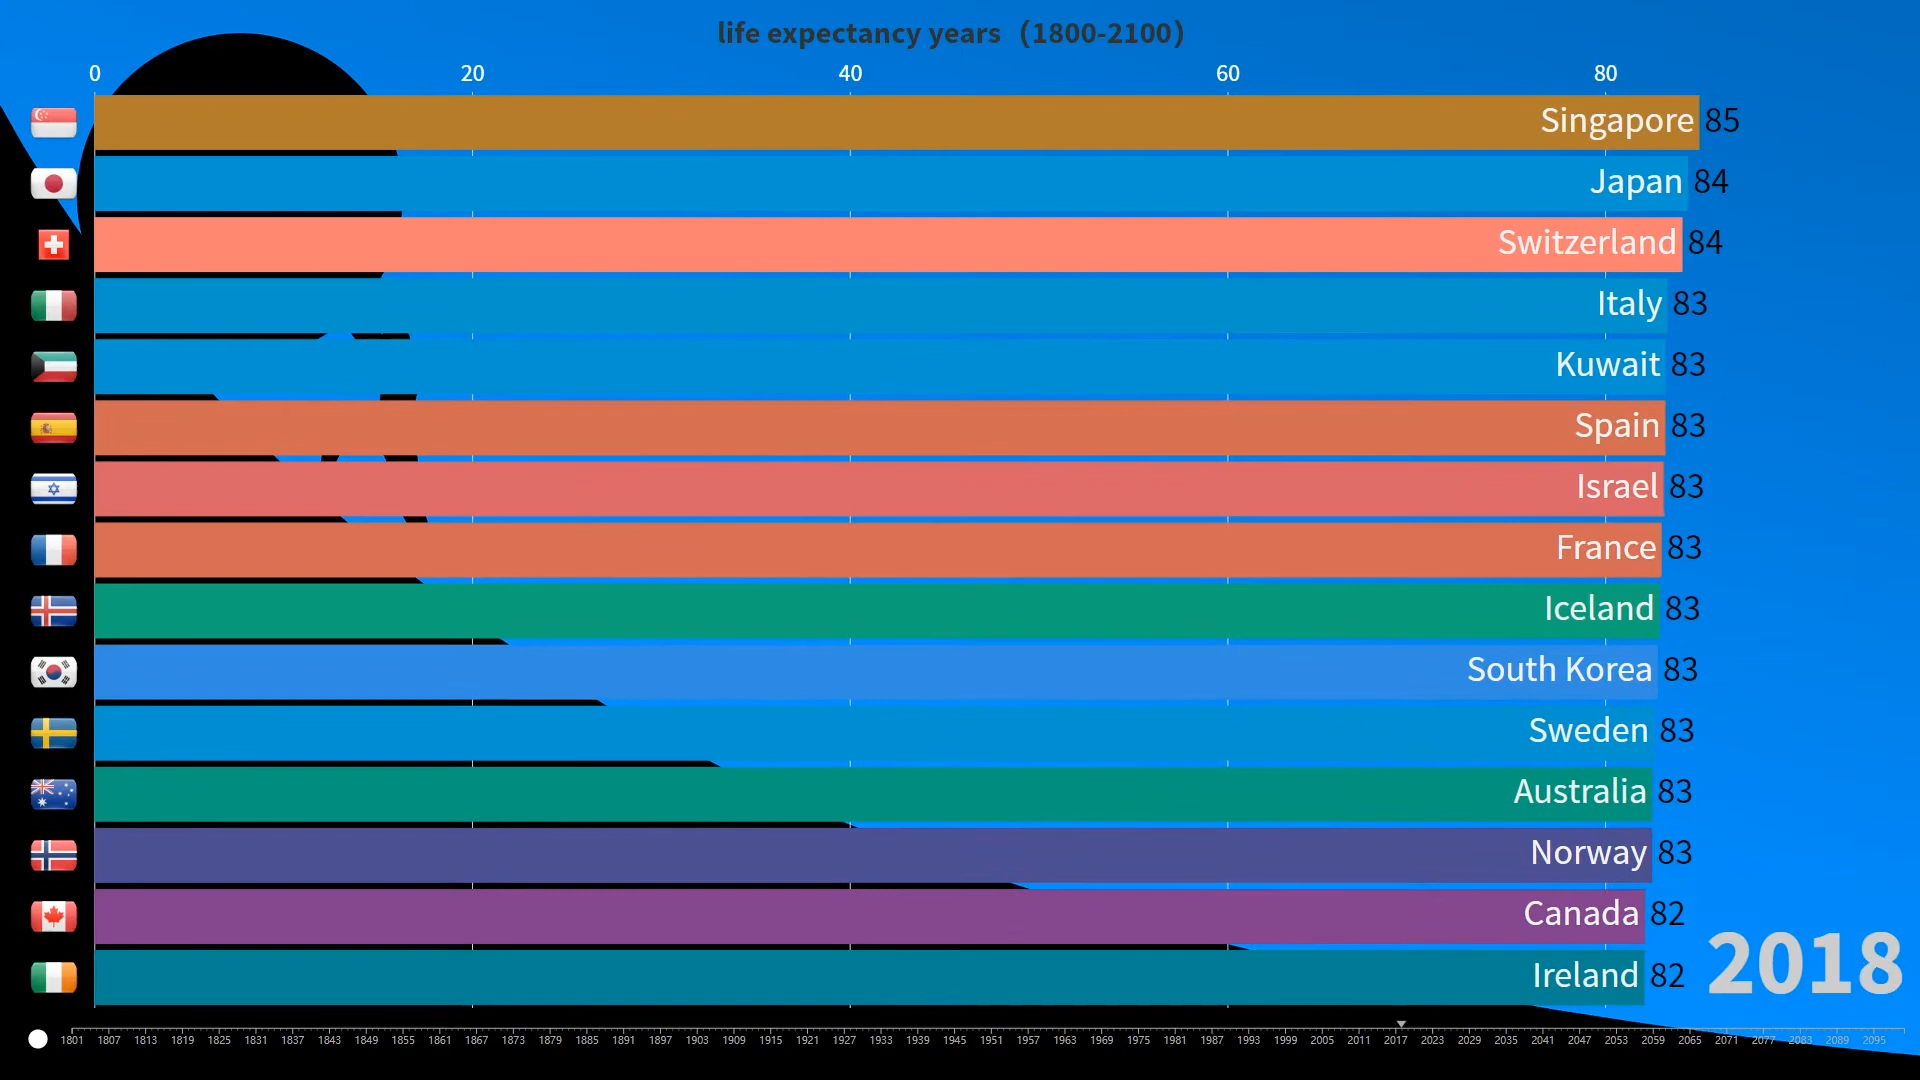 life expectancy years（1800-2100）
0 20 40 60 80
Singapore 85
Japan 84
Switzerland 84
Italy 83
Kuwait 83
Spain 83
Israel 83
France 83
Iceland 83
South Korea 83
Sweden 83
Australia 83
Norway 83
Canada 82
Ireland 82
2018
1801 1807 1813 1819 1825 1831 1837 1843 1849 1855 1861 1867 1873 1879 1885 1891 1897 1903 1909 1915 1921 1927 1933 1939 1945 1951 1957 1963 1969 1975 1981 1987 1993 1999 2005 2011 2017 2023 2029 2035 2041 2047 2053 2059 2065 2071 2077 2083 2089 2095